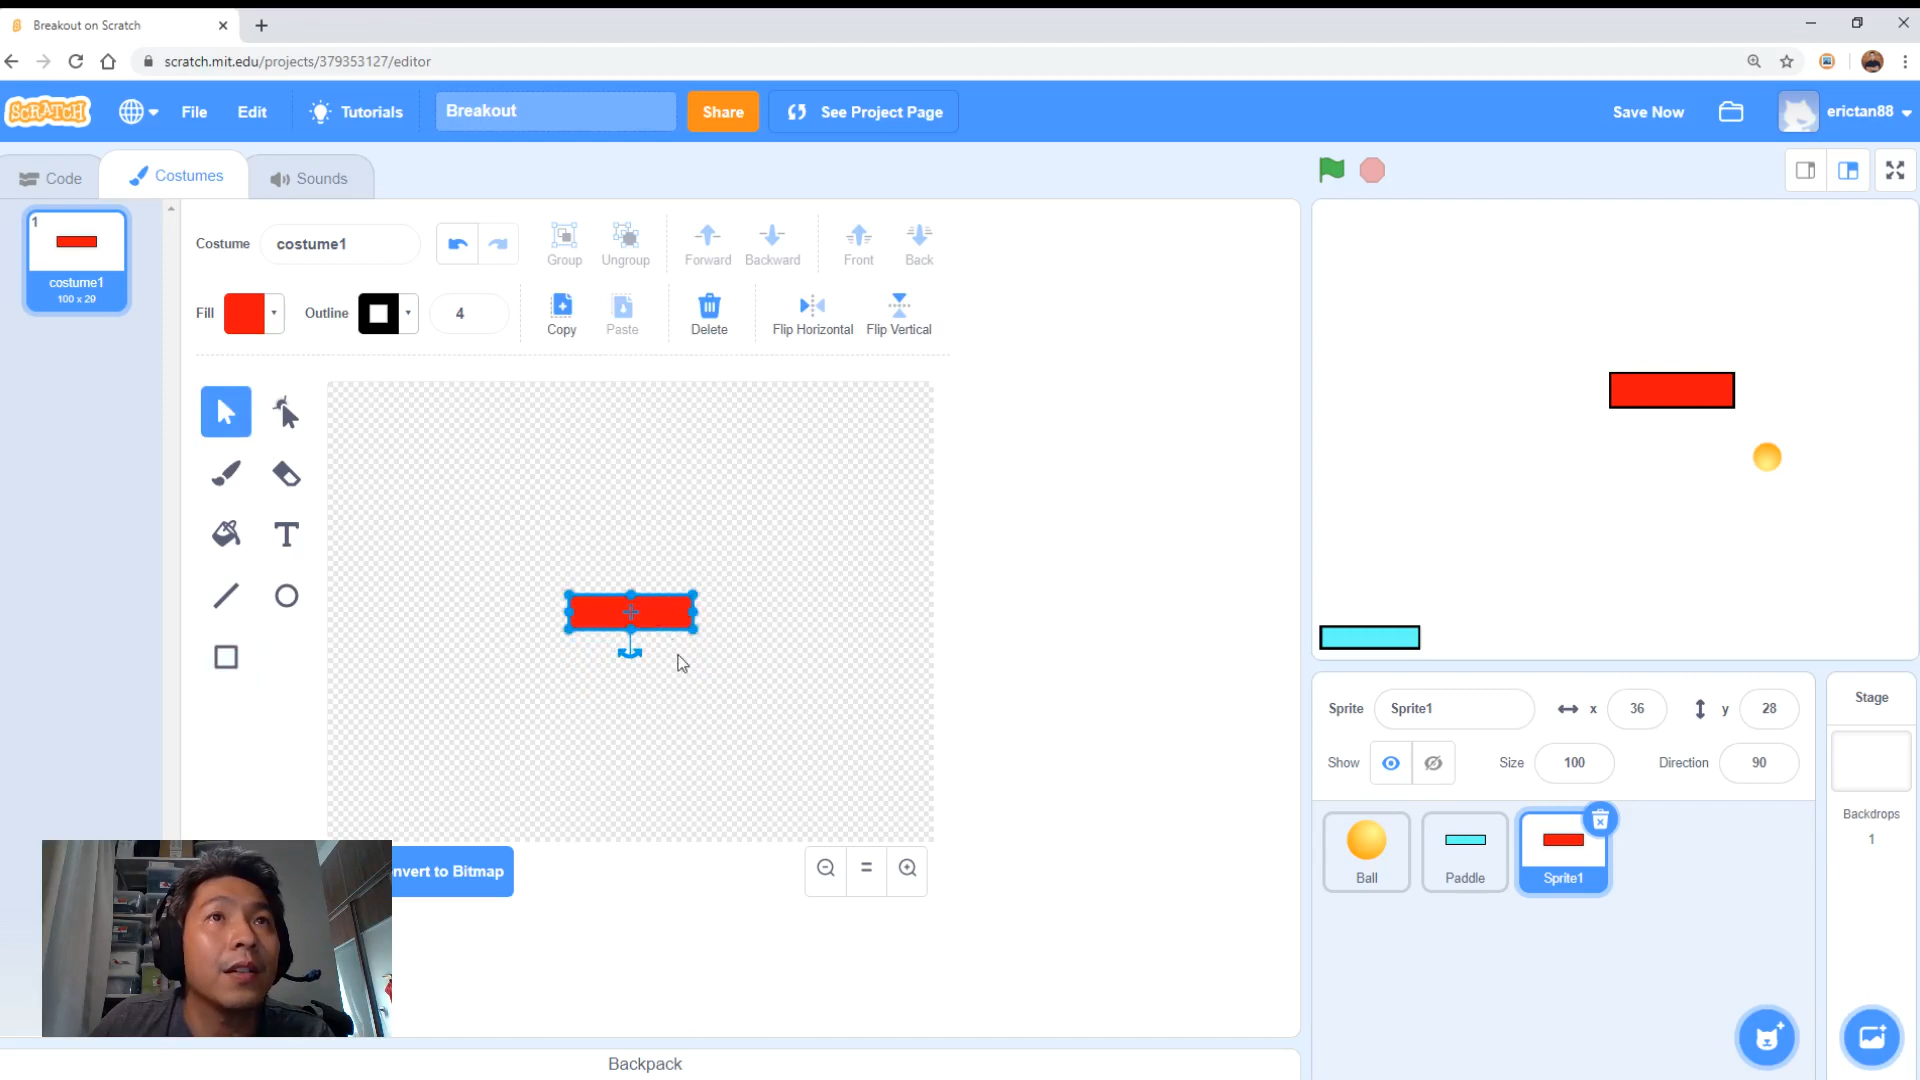 Breakout on Scratch
scratch.mit.edu/projects/379353127/editor
SCRATCH
File
Edit
Tutorials
Breakout
Share
See Project Page
Save Now
erictan88
Code
Costumes
Sounds
1
costume1
100 x 29
Costume
costume1
Group
Ungroup
Forward
Backward
Front
Back
Fill
Outline
4
Copy
Paste
Delete
Flip Horizontal
Flip Vertical
T
nvert to Bitmap
Backpack
Sprite
Sprite1
x
36
y
28
Show
Size
100
Direction
90
Ball
Paddle
Sprite1
Stage
Backdrops
1